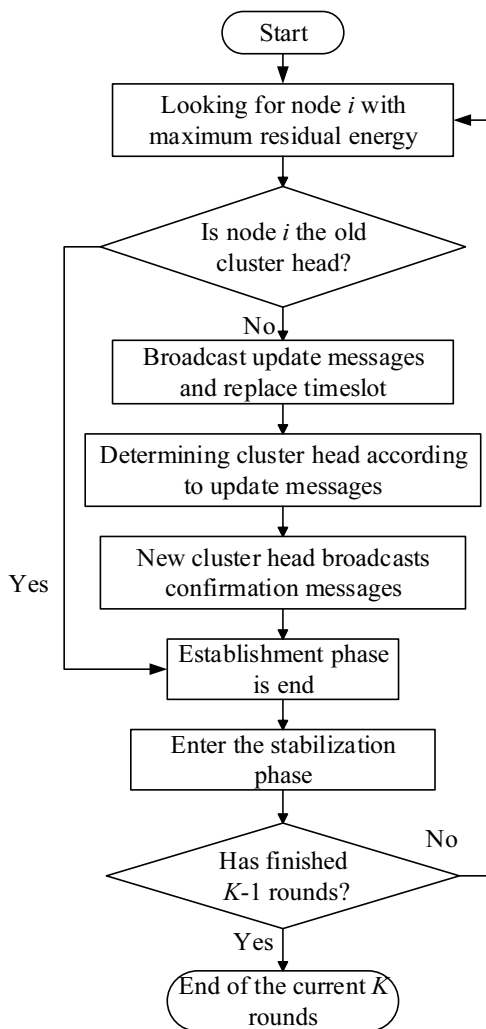 Start
Looking for node i with
maximum residual energy
Is node i the old
cluster head?
No
Broadcast update messages
and replace timeslot
Determining cluster head according
to update messages
New cluster head broadcasts
confirmation messages
Yes
Establishment phase
is end
Enter the stabilization
phase
No
Has finished
K-1 rounds?
Yes
End of the current K
rounds